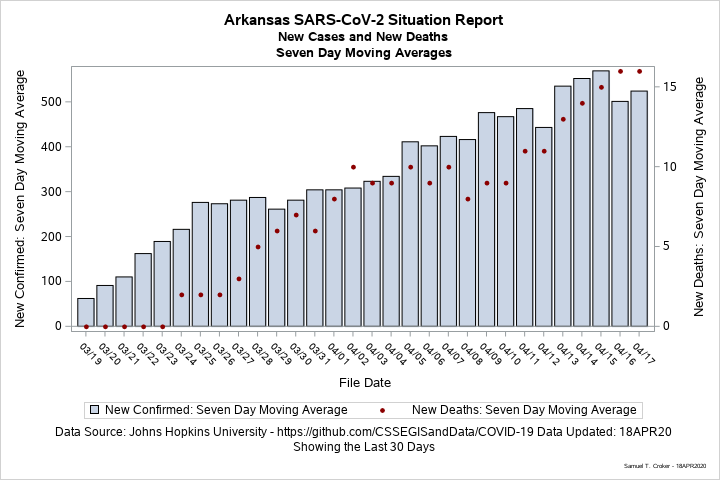 Arkansas SARS-CoV-2 Situation Report
New Cases and New Deaths
Seven Day Moving Averages
New Confirmed: Seven Day Moving Average
500
400
300
200
100
0
New Deaths: Seven Day Moving Average
15
10
5
0
03/19 03/20 03/21 03/22 03/23 03/24 03/25 03/26 03/27 03/28 03/29 03/30 03/31 04/01 04/02 04/03 04/04 04/05 04/06 04/07 04/08 04/09 04/10 04/11 04/12 04/13 04/14 04/15 04/16 04/17
File Date
New Confirmed: Seven Day Moving Average New Deaths: Seven Day Moving Average
Data Source: Johns Hopkins University - https://github.com/CSSEGISandData/COVID-19 Data Updated: 18APR20
Showing the Last 30 Days
Samuel T. Croker - 18APR2020